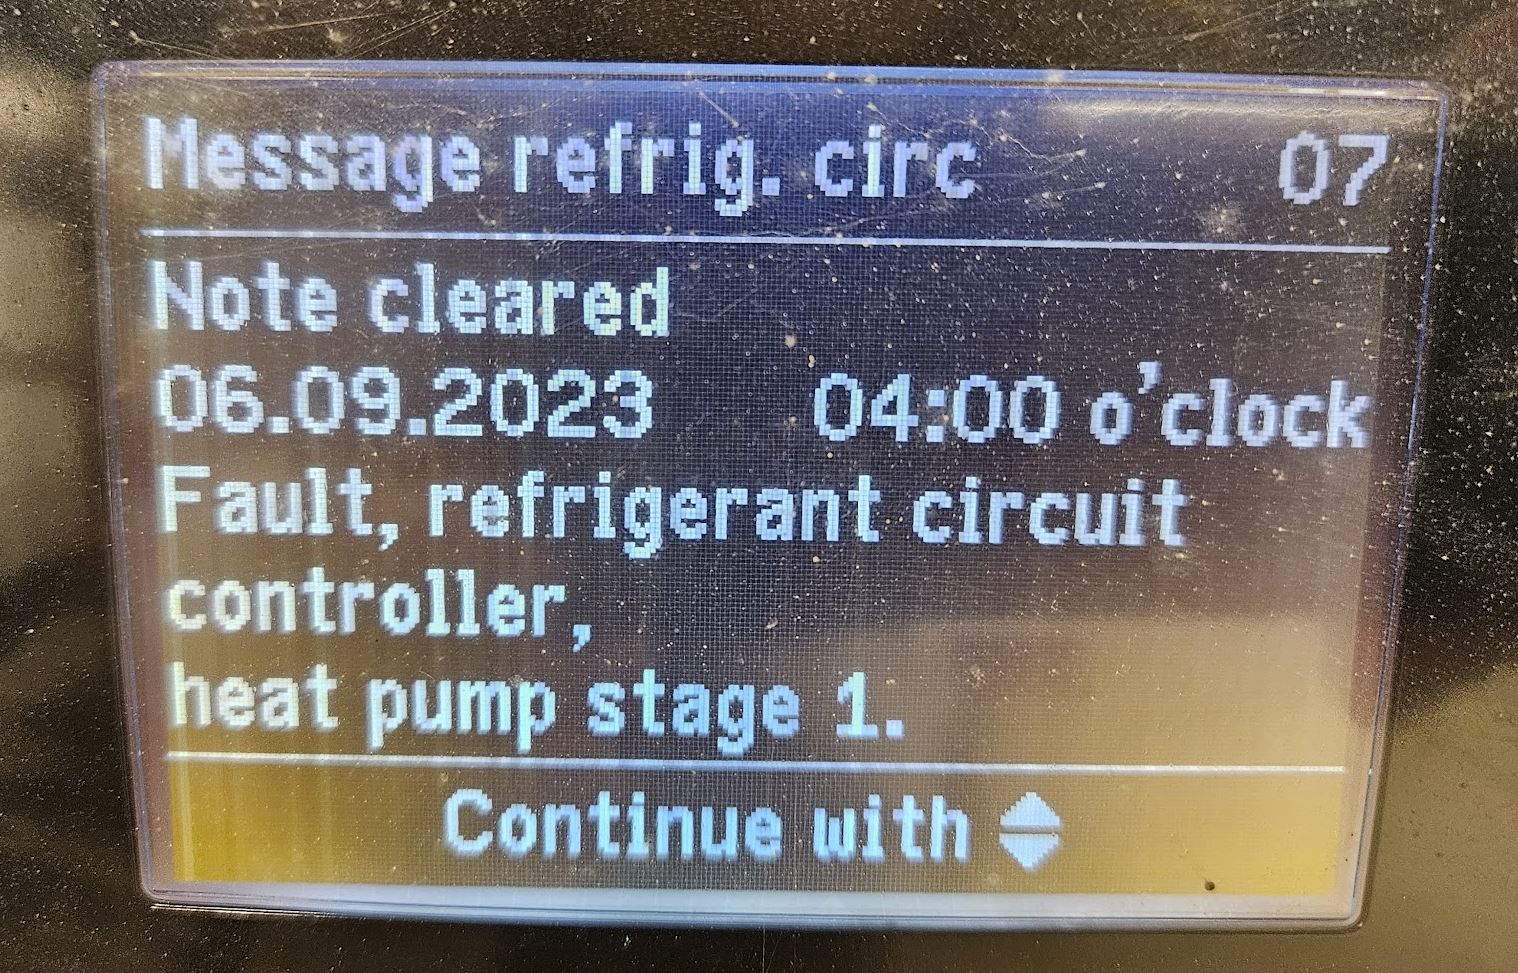 Message refrig. circ 07
Note cleared
06.09.2023 04:00 o'clock
Fault, refrigerant circuit
controller,
heat pump stage 1.
Continue with